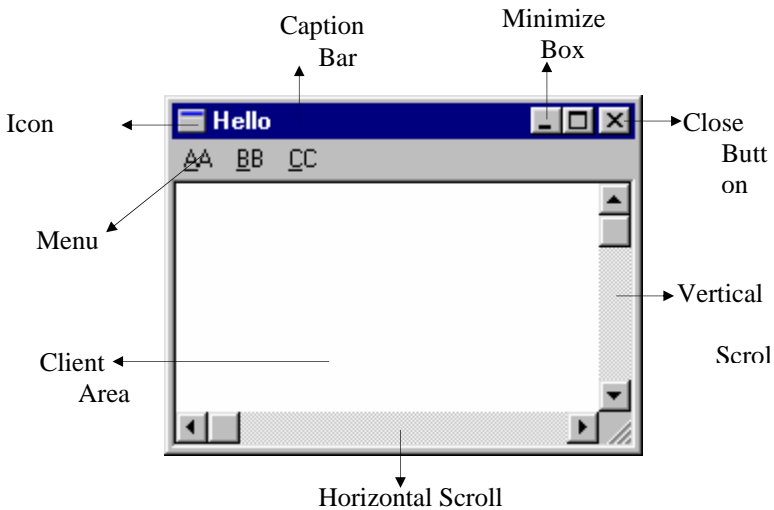 Caption
Bar
Minimize
Box
Icon
Hello
Close
Butt
on
AA BB CC
Menu
Vertical
Scrol
Client
Area
Horizontal Scroll